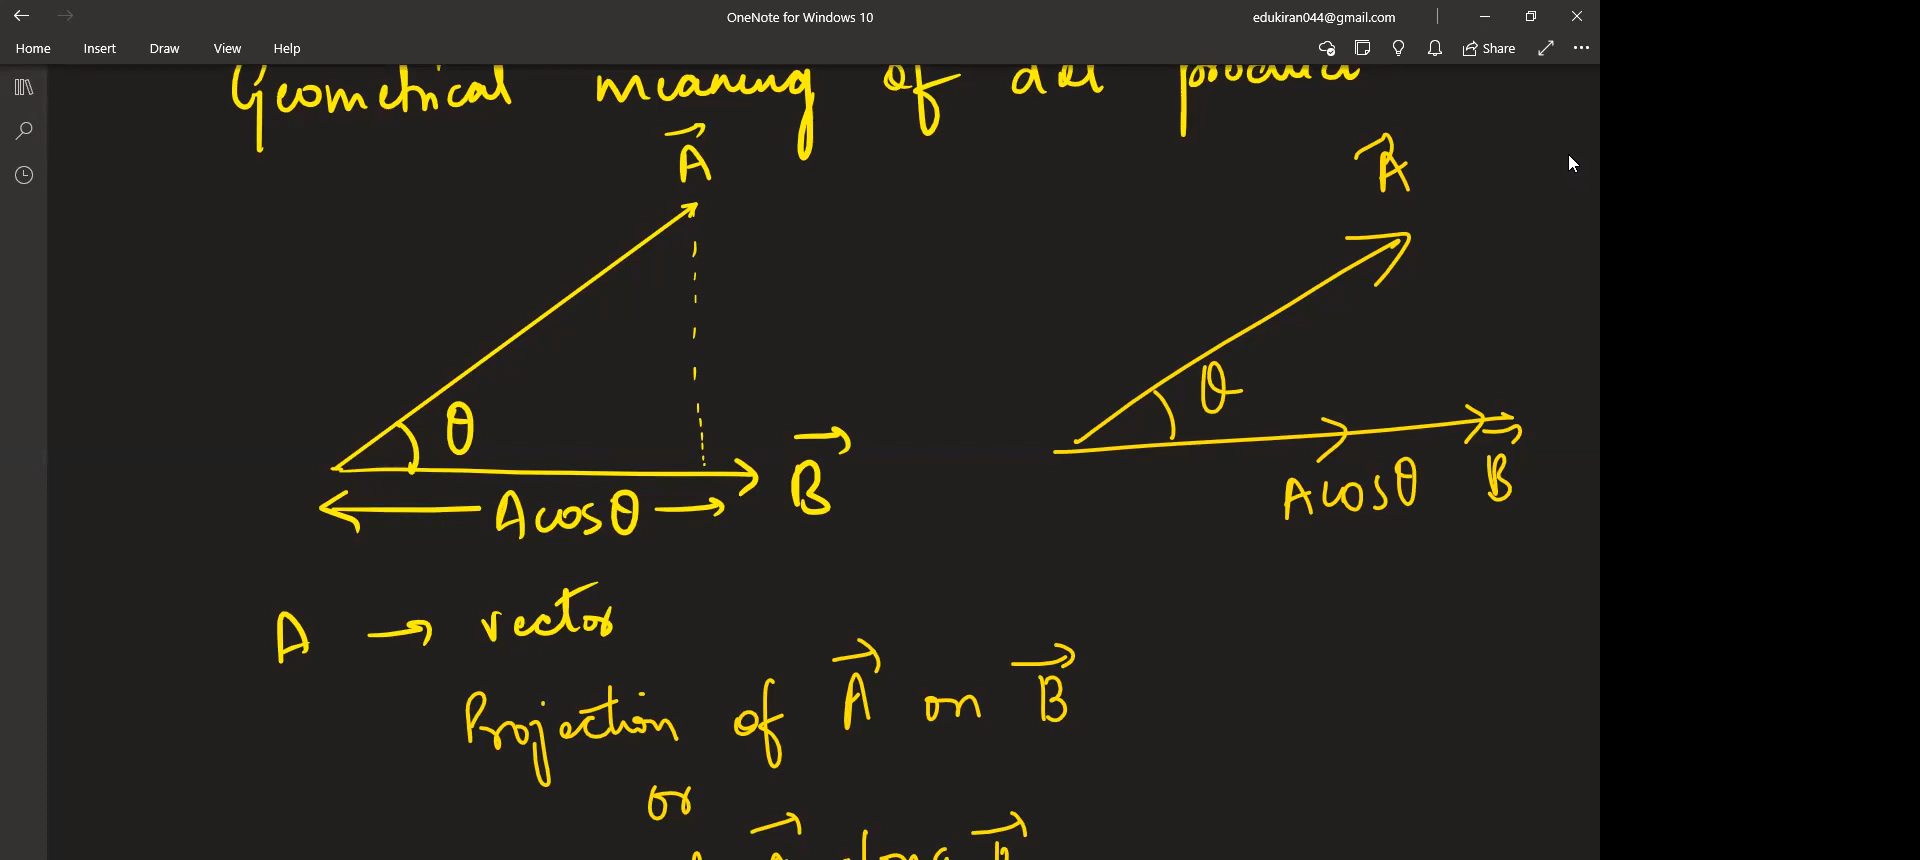 OneNote for Windows 10
edukiran044@gmail.com
Home Insert Draw View Help
Share
Geometrical meaning of dot product
A A
θ θ
B
A cos θ A cos θ B
A → vector
Projection of A on B
or
along